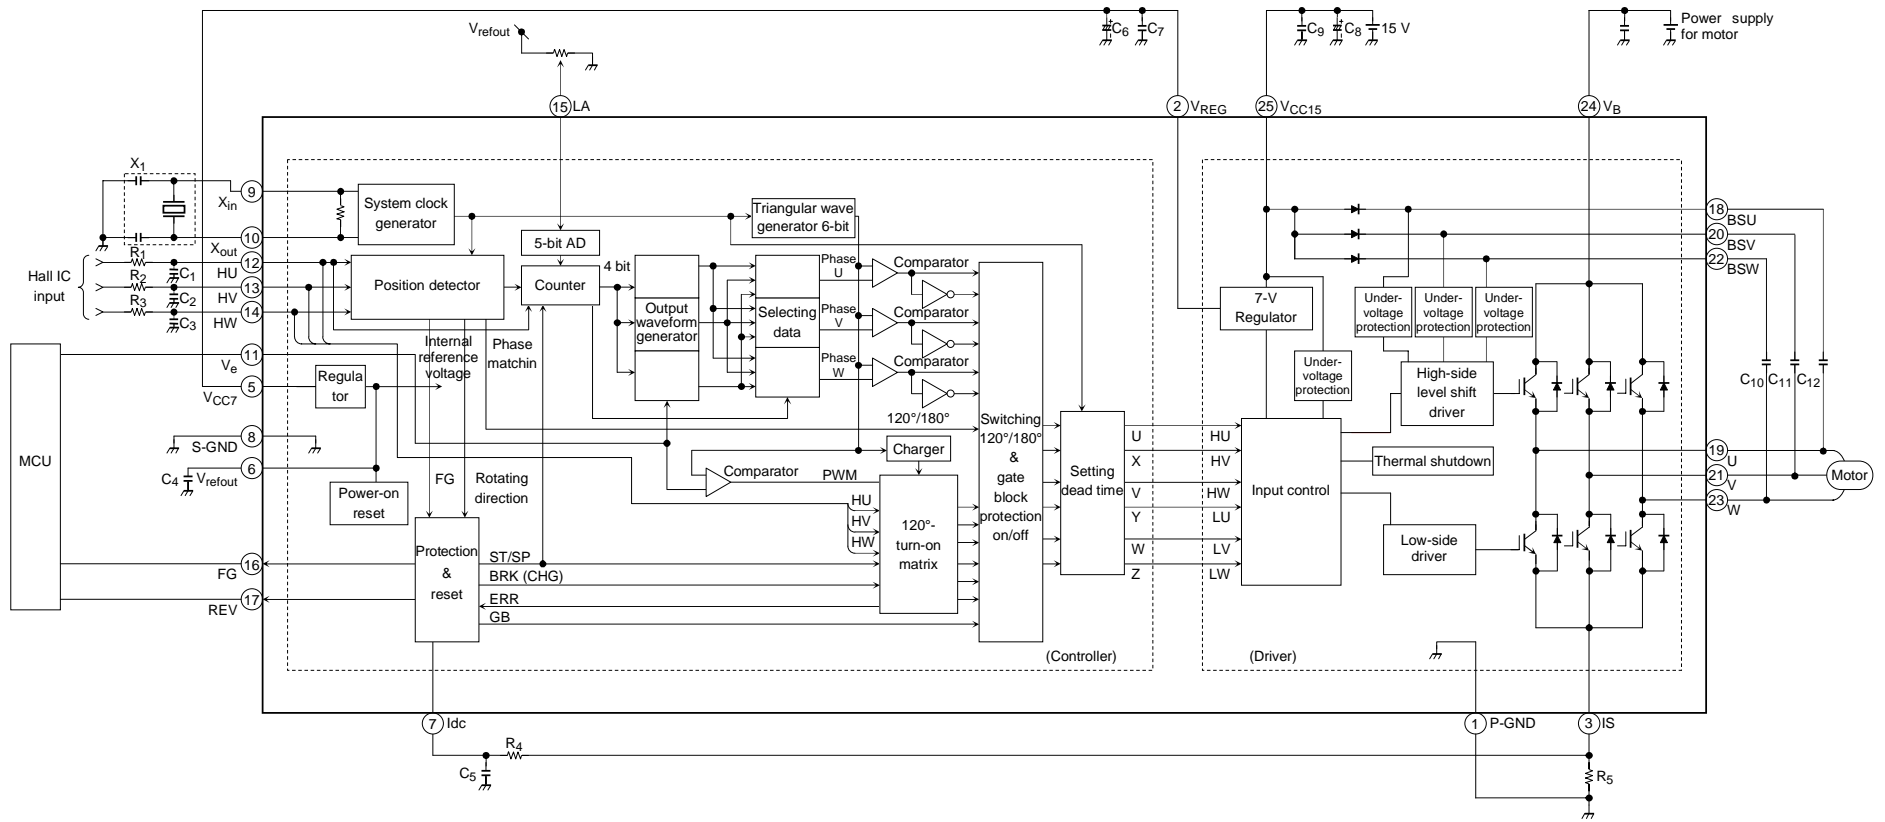 Vrefout
C6
C7
C9
C8
15 V
Power supply
for motor
15 LA
2 VREG
25 VCC15
24 VB
X1
9
Xin
10
Xout
R1
12
HU
C1
R2
13
HV
C2
R3
14
HW
C3
Hall IC
input
11
Ve
5
VCC7
8
S-GND
6
C4 Vrefout
MCU
16
FG
17
REV
System clock
generator
Position detector
5-bit AD
Counter
4 bit
Triangular wave
generator 6-bit
Output
waveform
generator
Selecting
data
Phase
U
Phase
V
Phase
W
Comparator
Comparator
Comparator
Internal
reference
voltage
Phase
matchin
Regula
tor
120°/180°
Charger
Comparator
PWM
Power-on
reset
FG
Rotating
direction
HU
HV
HW
120°-
turn-on
matrix
Protection
&
reset
ST/SP
BRK (CHG)
ERR
GB
Switching
120°/180°
&
gate
block
protection
on/off
Setting
dead time
(Controller)
U
X
V
Y
W
Z
HU
HV
HW
LU
LV
LW
Input control
7-V
Regulator
Under-
voltage
protection
Under-
voltage
protection
Under-
voltage
protection
Under-
voltage
protection
High-side
level shift
driver
Thermal shutdown
Low-side
driver
(Driver)
18
BSU
20
BSV
22
BSW
C10
C11
C12
19
U
21
V
23
W
Motor
7 Idc
R4
C5
1 P-GND
3 IS
R5